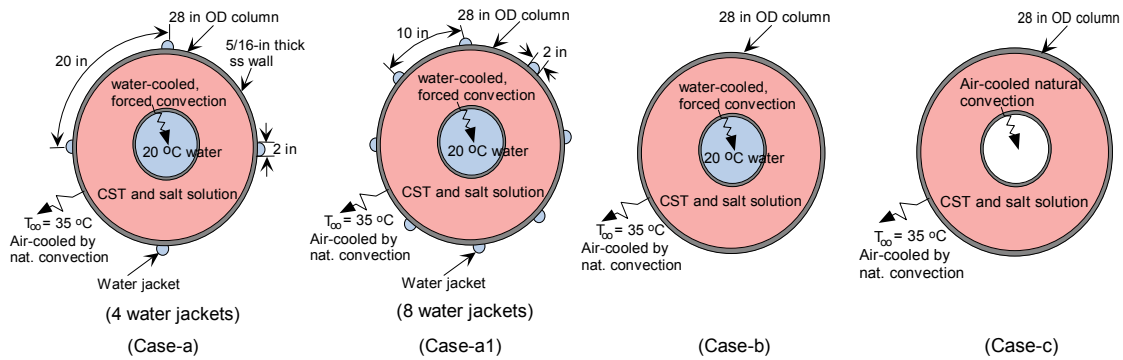 28 in OD column
5/16-in thick
ss wall
20 in
water-cooled,
forced convection
20 °C water
2 in
CST and salt solution
T∞ = 35 °C
Air-cooled by
nat. convection
Water jacket
(4 water jackets)
(Case-a)
28 in OD column
10 in
2 in
water-cooled,
forced convection
20 °C water
CST and salt solution
T∞ = 35 °C
Air-cooled by
nat. convection
Water jacket
(8 water jackets)
(Case-a1)
28 in OD column
water-cooled,
forced convection
20 °C water
CST and salt solution
T∞ = 35 °C
Air-cooled by
nat. convection
(Case-b)
28 in OD column
Air-cooled natural
convection
CST and salt solution
T∞ = 35 °C
Air-cooled by
nat. convection
(Case-c)